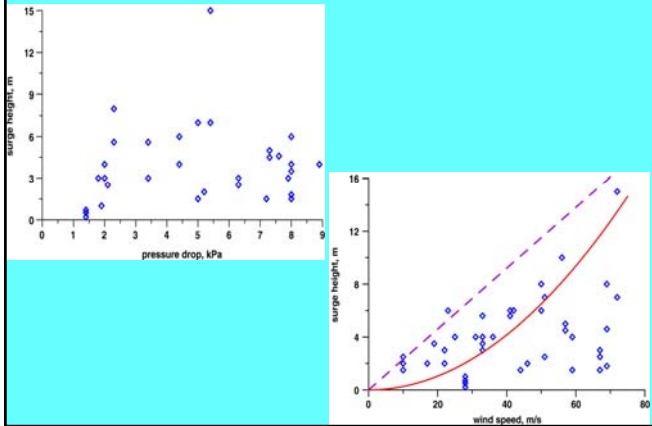 surge height, m
15
12
9
6
3
0
0 1 2 3 4 5 6 7 8 9
pressure drop, kPa
surge height, m
16
12
8
4
0
0 20 40 60 80
wind speed, m/s